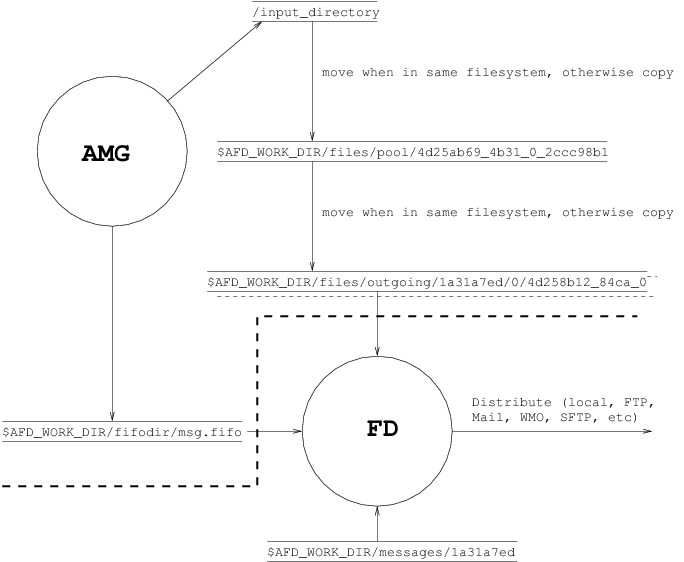 /input_directory
move when in same filesystem, otherwise copy
AMG
$AFD_WORK_DIR/files/pool/4d25ab69_4b31_0_2ccc98b1
move when in same filesystem, otherwise copy
$AFD_WORK_DIR/files/outgoing/1a31a7ed/0/4d258b12_84ca_0
Distribute (local, FTP,
Mail, WMO, SFTP, etc)
FD
$AFD_WORK_DIR/fifodir/msg.fifo
$AFD_WORK_DIR/messages/1a31a7ed